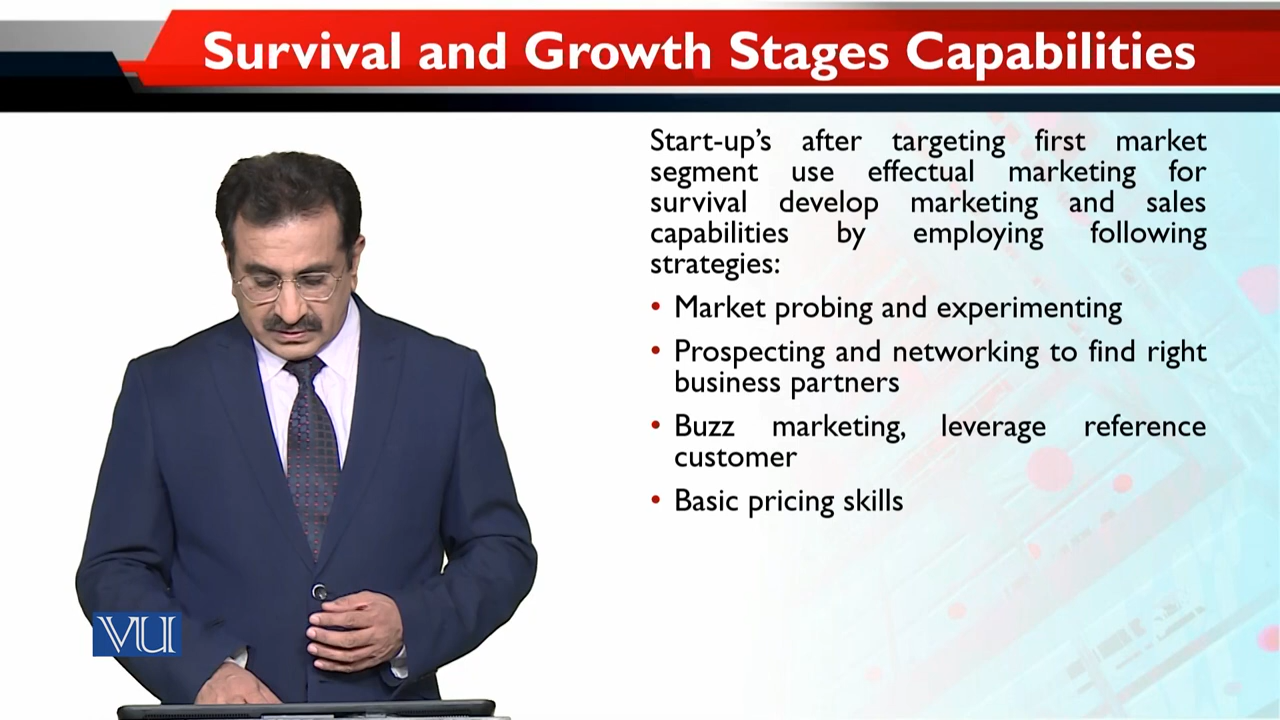 Survival and Growth Stages Capabilities
Start-up's after targeting first market
segment use effectual marketing for
survival develop marketing and sales
capabilities by employing following
strategies:
• Market probing and experimenting
• Prospecting and networking to find right
business partners
• Buzz marketing, leverage reference
customer
• Basic pricing skills
VU